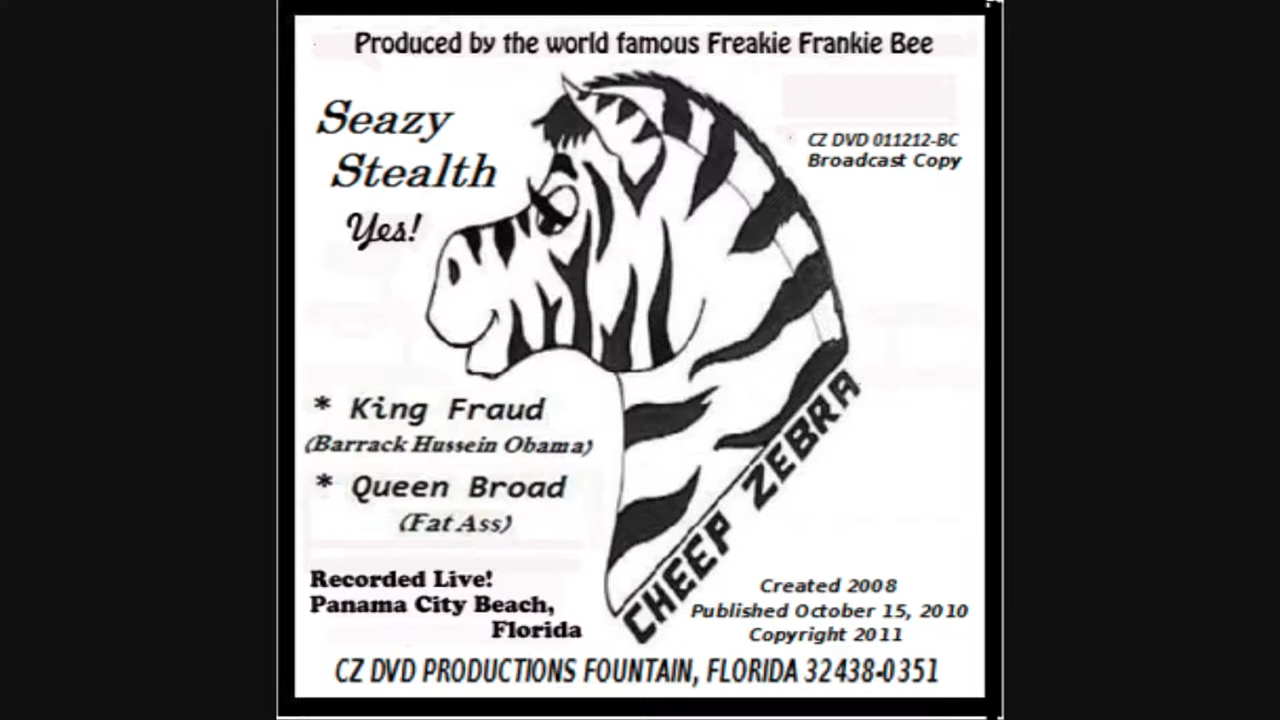 Produced by the world famous Freakie Frankie Bee
Seazy
Stealth
Yes!
CZ DVD 011212-BC
Broadcast Copy
* King Fraud
(Barrack Hussein Obama)
* Queen Broad
(Fat Ass)
CHEEP ZEBRA
Recorded Live!
Panama City Beach,
Florida
Created 2008
Published October 15, 2010
Copyright 2011
CZ DVD PRODUCTIONS FOUNTAIN, FLORIDA 32438-0351